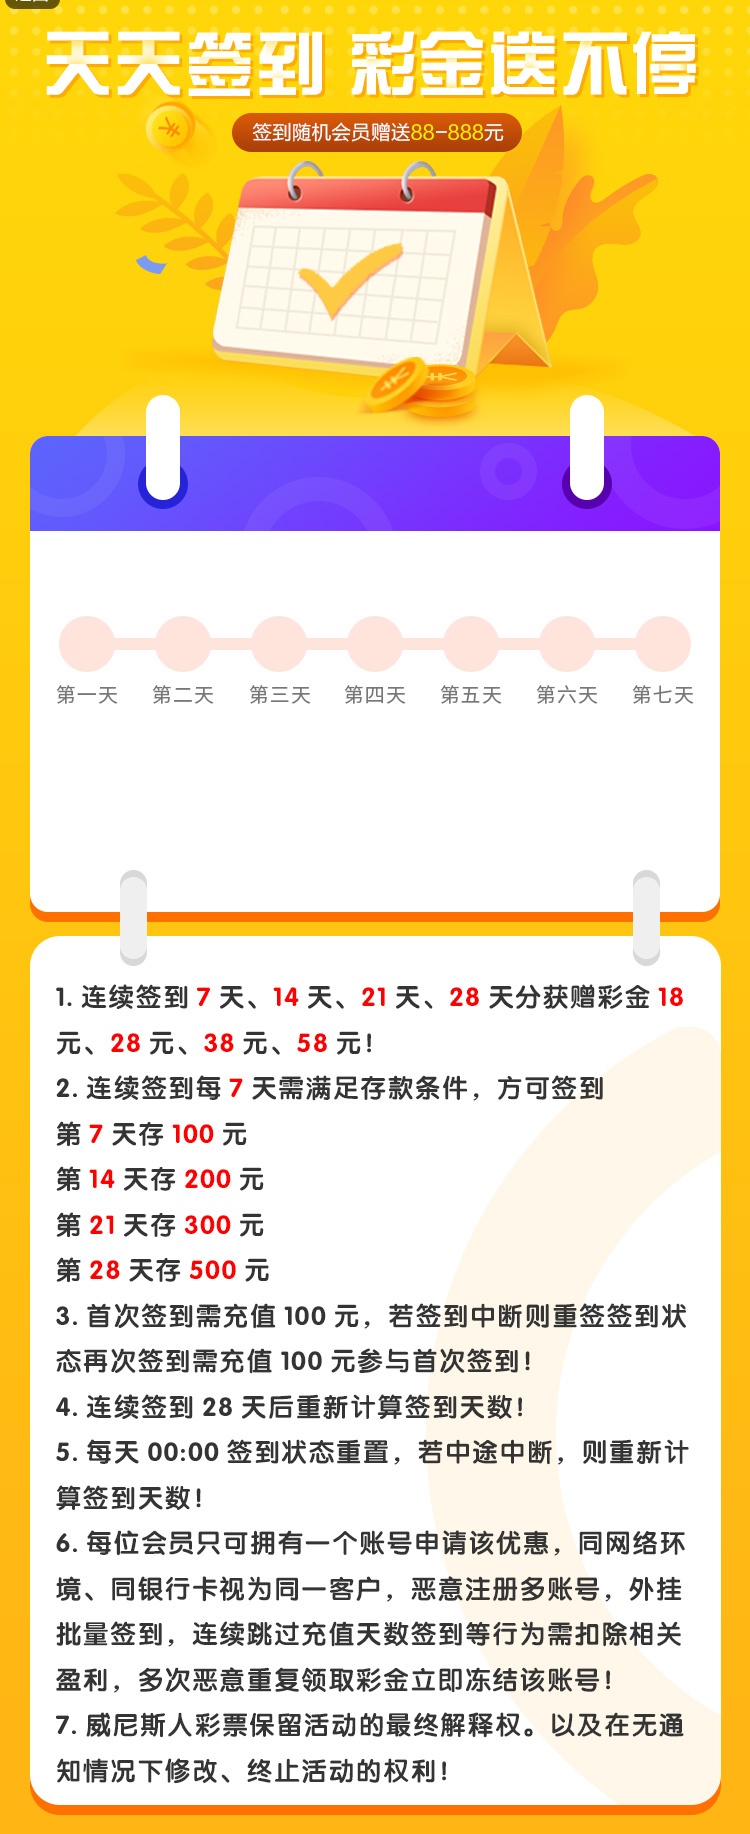 天天签到 彩金送不停
签到随机会员赠送88-888元
第一天 第二天 第三天 第四天 第五天 第六天 第七天
1. 连续签到 7 天、14 天、21 天、28 天分获赠彩金 18
元、28 元、38 元、58 元!
2. 连续签到每 7 天需满足存款条件，方可签到
第 7 天存 100 元
第 14 天存 200 元
第 21 天存 300 元
第 28 天存 500 元
3. 首次签到需充值 100 元，若签到中断则重签签到状
态再次签到需充值 100 元参与首次签到!
4. 连续签到 28 天后重新计算签到天数!
5. 每天 00:00 签到状态重置，若中途中断，则重新计
算签到天数!
6. 每位会员只可拥有一个账号申请该优惠，同网络环
境、同银行卡视为同一客户，恶意注册多账号，外挂
批量签到，连续跳过充值天数签到等行为需扣除相关
盈利，多次恶意重复领取彩金立即冻结该账号!
7. 威尼斯人彩票保留活动的最终解释权。以及在无通
知情况下修改、终止活动的权利!